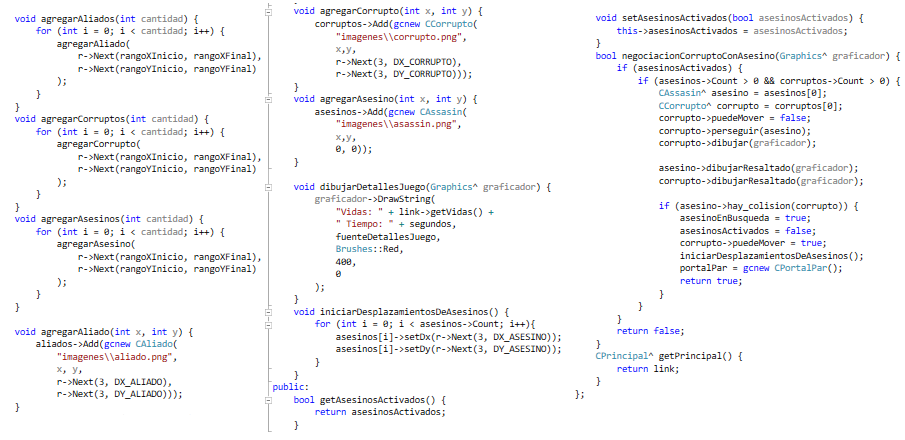 void agregarAliados(int cantidad) {
for (int i = 0; i < cantidad; i++) {
agregarAliado(
r->Next(rangoXInicio, rangoXFinal),
r->Next(rangoYInicio, rangoYFinal)
);
}
}
void agregarCorruptos(int cantidad) {
for (int i = 0; i < cantidad; i++) {
agregarCorrupto(
r->Next(rangoXInicio, rangoXFinal),
r->Next(rangoYInicio, rangoYFinal)
);
}
}
void agregarAsesinos(int cantidad) {
for (int i = 0; i < cantidad; i++) {
agregarAsesino(
r->Next(rangoXInicio, rangoXFinal),
r->Next(rangoYInicio, rangoYFinal)
);
}
}
void agregarAliado(int x, int y) {
aliados->Add(gcnew CAliado(
"imagenes\\aliado.png",
x, y,
r->Next(3, DX_ALIADO),
r->Next(3, DY_ALIADO)));
}
void agregarCorrupto(int x, int y) {
corruptos->Add(gcnew CCorrupto(
"imagenes\\corrupto.png",
x,y,
r->Next(3, DX_CORRUPTO),
r->Next(3, DY_CORRUPTO)));
}
void agregarAsesino(int x, int y) {
asesinos->Add(gcnew CAssasin(
"imagenes\\asassin.png",
x,y,
0, 0));
}
void dibujarDetallesJuego(Graphics^ graficador) {
graficador->DrawString(
"Vidas: " + link->getVidas() +
" Tiempo: " + segundos,
fuenteDetallesJuego,
Brushes::Red,
400,
0
);
}
void iniciarDesplazamientosDeAsesinos() {
for (int i = 0; i < asesinos->Count; i++){
asesinos[i]->setDx(r->Next(3, DX_ASESINO));
asesinos[i]->setDy(r->Next(3, DY_ASESINO));
}
}
public:
bool getAsesinosActivados() {
return asesinosActivados;
}
void setAsesinosActivados(bool asesinosActivados) {
this->asesinosActivados = asesinosActivados;
}
bool negociacionCorruptoConAsesino(Graphics^ graficador) {
if (asesinosActivados) {
if (asesinos->Count > 0 && corruptos->Count > 0) {
CAssasin^ asesino = asesinos[0];
CCorrupto^ corrupto = corruptos[0];
corrupto->puedeMover = false;
corrupto->perseguir(asesino);
corrupto->dibujar(graficador);
asesino->dibujarResaltado(graficador);
corrupto->dibujarResaltado(graficador);
if (asesino->hay_colision(corrupto)) {
asesinoEnBusqueda = true;
asesinosActivados = false;
corrupto->puedeMover = true;
iniciarDesplazamientosDeAsesinos();
portalPar = gcnew CPortalPar();
return true;
}
}
}
return false;
}
CPrincipal^ getPrincipal() {
return link;
}
};